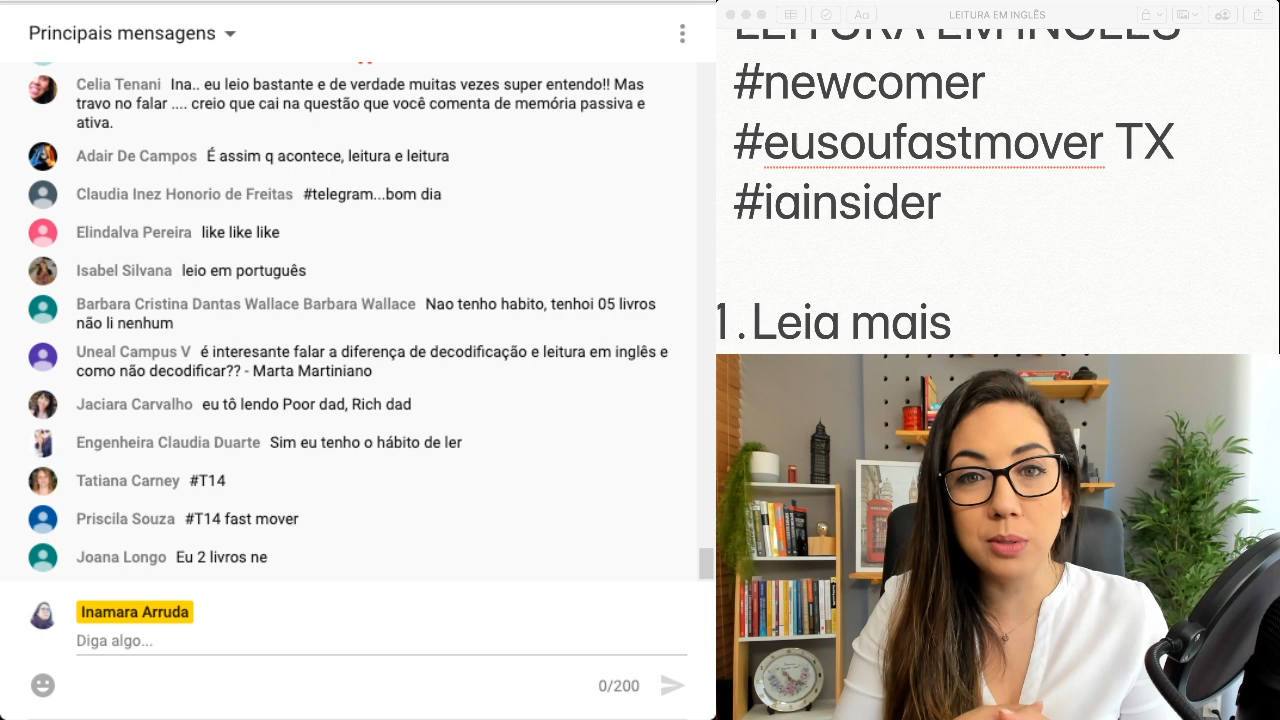 Principais mensagens
Celia Tenani Ina.. eu leio bastante e de verdade muitas vezes super entendo!! Mas
travo no falar .... creio que cai na questão que você comenta de memória passiva e
ativa.
Adair De Campos É assim q acontece, leitura e leitura
Claudia Inez Honorio de Freitas #telegram...bom dia
Elindalva Pereira like like like
Isabel Silvana leio em português
Barbara Cristina Dantas Wallace Barbara Wallace Nao tenho habito, tenhoi 05 livros
não li nenhum
Uneal Campus V é interesante falar a diferença de decodificação e leitura em inglês e
como não decodificar?? - Marta Martiniano
Jaciara Carvalho eu tô lendo Poor dad, Rich dad
Engenheira Claudia Duarte Sim eu tenho o hábito de ler
Tatiana Carney #T14
Priscila Souza #T14 fast mover
Joana Longo Eu 2 livros ne
Inamara Arruda
Diga algo...
0/200
Aa
LEITURA EM INGLÊS
LEITURA EM INGLÊS
#newcomer
#eusoufastmover TX
#iainsider
1. Leia mais